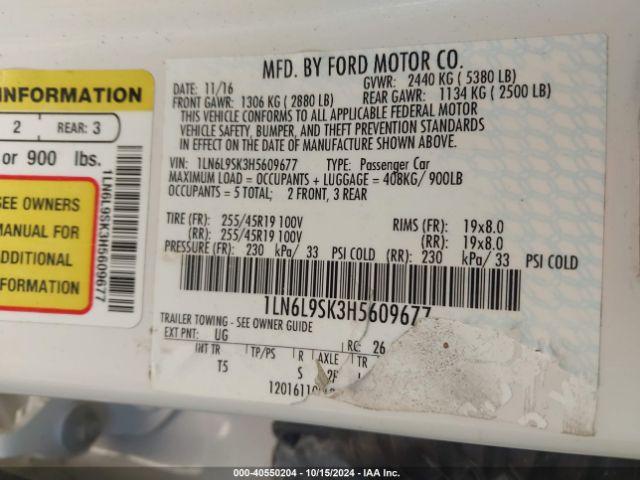 INFORMATION
2 REAR: 3
or 900 lbs.
SEE OWNERS
MANUAL FOR
ADDITIONAL
INFORMATION
1LN6L9SK3H5609677
MFD. BY FORD MOTOR CO.
DATE: 11/16 GVWR: 2440 KG ( 5380 LB)
FRONT GAWR: 1306 KG ( 2880 LB) REAR GAWR: 1134 KG ( 2500 LB)
THIS VEHICLE CONFORMS TO ALL APPLICABLE FEDERAL MOTOR
VEHICLE SAFETY, BUMPER, AND THEFT PREVENTION STANDARDS
IN EFFECT ON THE DATE OF MANUFACTURE SHOWN ABOVE.
VIN: 1LN6L9SK3H5609677 TYPE: Passenger Car
MAXIMUM LOAD = OCCUPANTS + LUGGAGE = 408KG/ 900LB
OCCUPANTS = 5 TOTAL; 2 FRONT, 3 REAR
TIRE (FR): 255/45R19 100V RIMS (FR): 19x8.0
(RR): 255/45R19 100V (RR): 19x8.0
PRESSURE (FR): 230 kPa/ 33 PSI COLD (RR): 230 kPa/ 33 PSI COLD
1LN6L9SK3H5609677
TRAILER TOWING - SEE OWNER GUIDE
EXT PNT: UG RC: 26
INT TR TP/PS R AXLE TR
T5 S
000-40550204 - 10/15/2024 - IAA Inc.